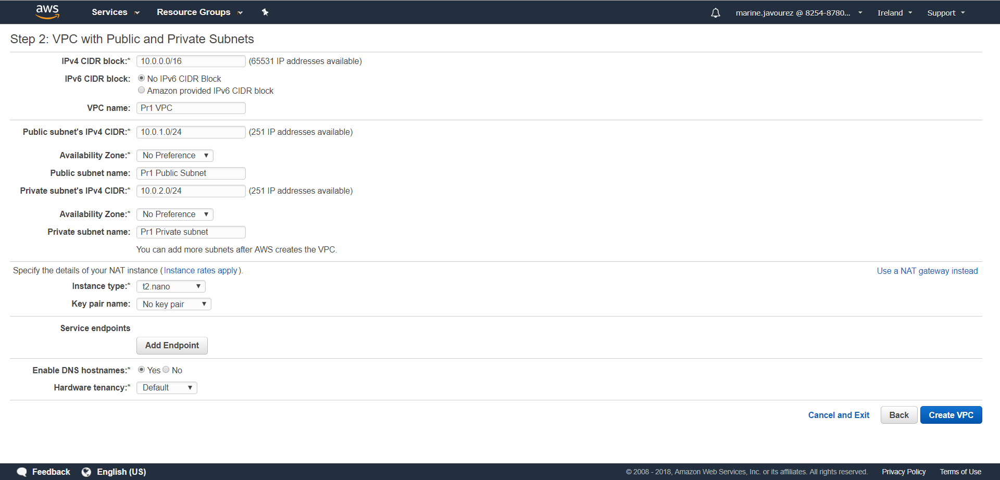 aws Services Resource Groups marine.javourez @ 8254-8780... Ireland Support
Step 2: VPC with Public and Private Subnets
IPv4 CIDR block:* 10.0.0.0/16 (65531 IP addresses available)
IPv6 CIDR block: No IPv6 CIDR Block
Amazon provided IPv6 CIDR block
VPC name: Pr1 VPC
Public subnet's IPv4 CIDR:* 10.0.1.0/24 (251 IP addresses available)
Availability Zone:* No Preference
Public subnet name: Pr1 Public Subnet
Private subnet's IPv4 CIDR:* 10.0.2.0/24 (251 IP addresses available)
Availability Zone:* No Preference
Private subnet name: Pr1 Private subnet
You can add more subnets after AWS creates the VPC.
Specify the details of your NAT instance (Instance rates apply). Use a NAT gateway instead
Instance type:* t2.nano
Key pair name: No key pair
Service endpoints
Add Endpoint
Enable DNS hostnames:* Yes No
Hardware tenancy:* Default
Cancel and Exit Back Create VPC
Feedback English (US) © 2008 - 2018, Amazon Web Services, Inc. or its affiliates. All rights reserved. Privacy Policy Terms of Use